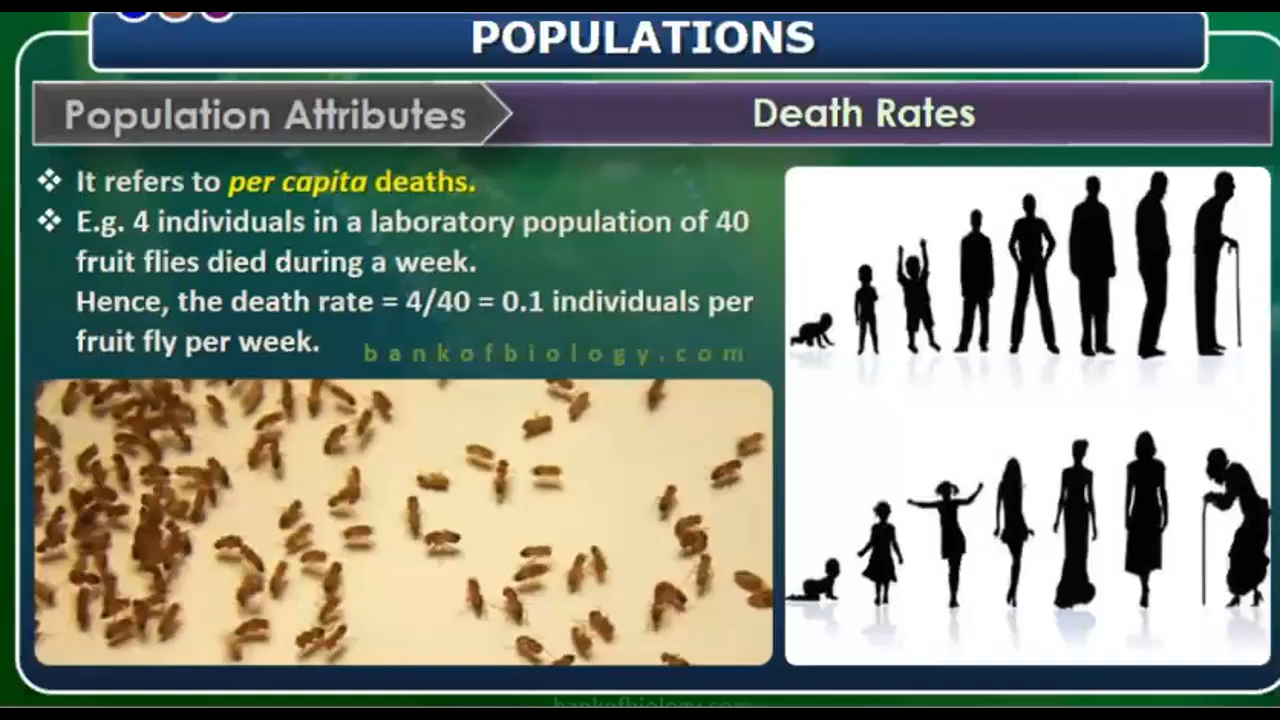 POPULATIONS
Population Attributes
Death Rates
❖ It refers to per capita deaths.
❖ E.g. 4 individuals in a laboratory population of 40
fruit flies died during a week.
Hence, the death rate = 4/40 = 0.1 individuals per
fruit fly per week.
bankofbiology.com
bankofbiology.com